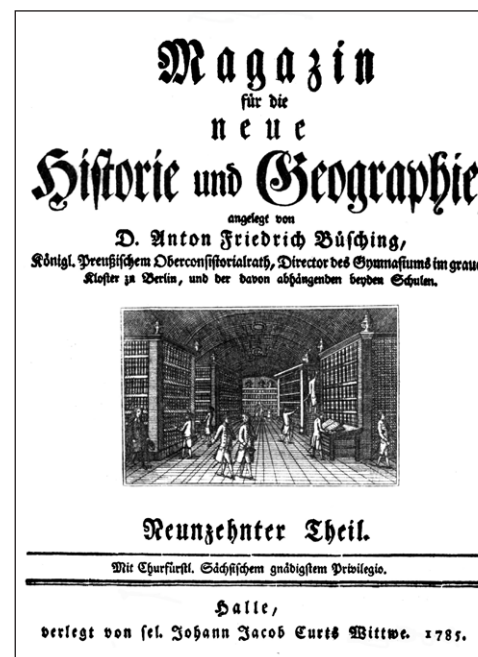 Magazin
für die
neue
Historie und Geographie,
angelegt von
D. Anton Friedrich Büsching,
Königl. Preußischem Oberconsistorialrath, Director des Gymnasiums im grauen
Kloster zu Berlin, und der davon abhängenden beyden Schulen.
Neunzehnter Theil.
Mit Churfürstl. Sächsischem gnädigstem Privilegio.
Halle,
verlegt von sel. Johann Jacob Curts Wittwe. 1785.